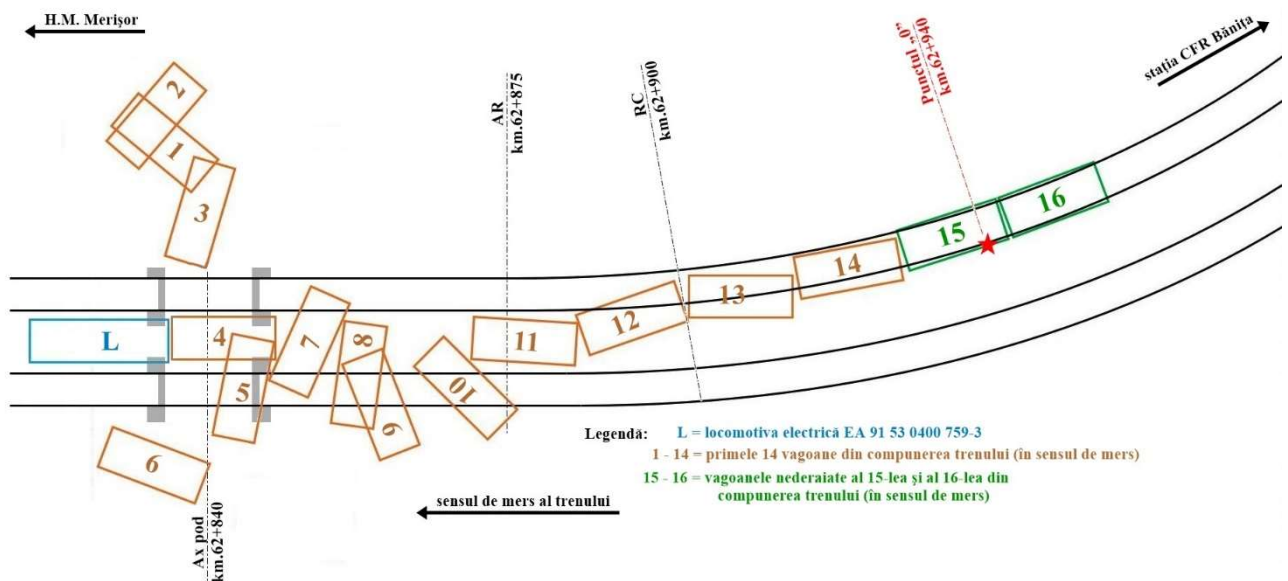 H.M. Merișor
AR
km.62+875
RC
km.62+900
Punctul „0”
km.62+940
stația CFR Bănița
2
1
3
L
4
5
6
7
8
9
10
11
12
13
14
15
16
Ax pod
km.62+840
Legendă:
L = locomotiva electrică EA 91 53 0400 759-3
1 - 14 = primele 14 vagoane din compunerea trenului (în sensul de mers)
15 - 16 = vagoanele nederaiate al 15-lea și al 16-lea din
compunerea trenului (în sensul de mers)
sensul de mers al trenului